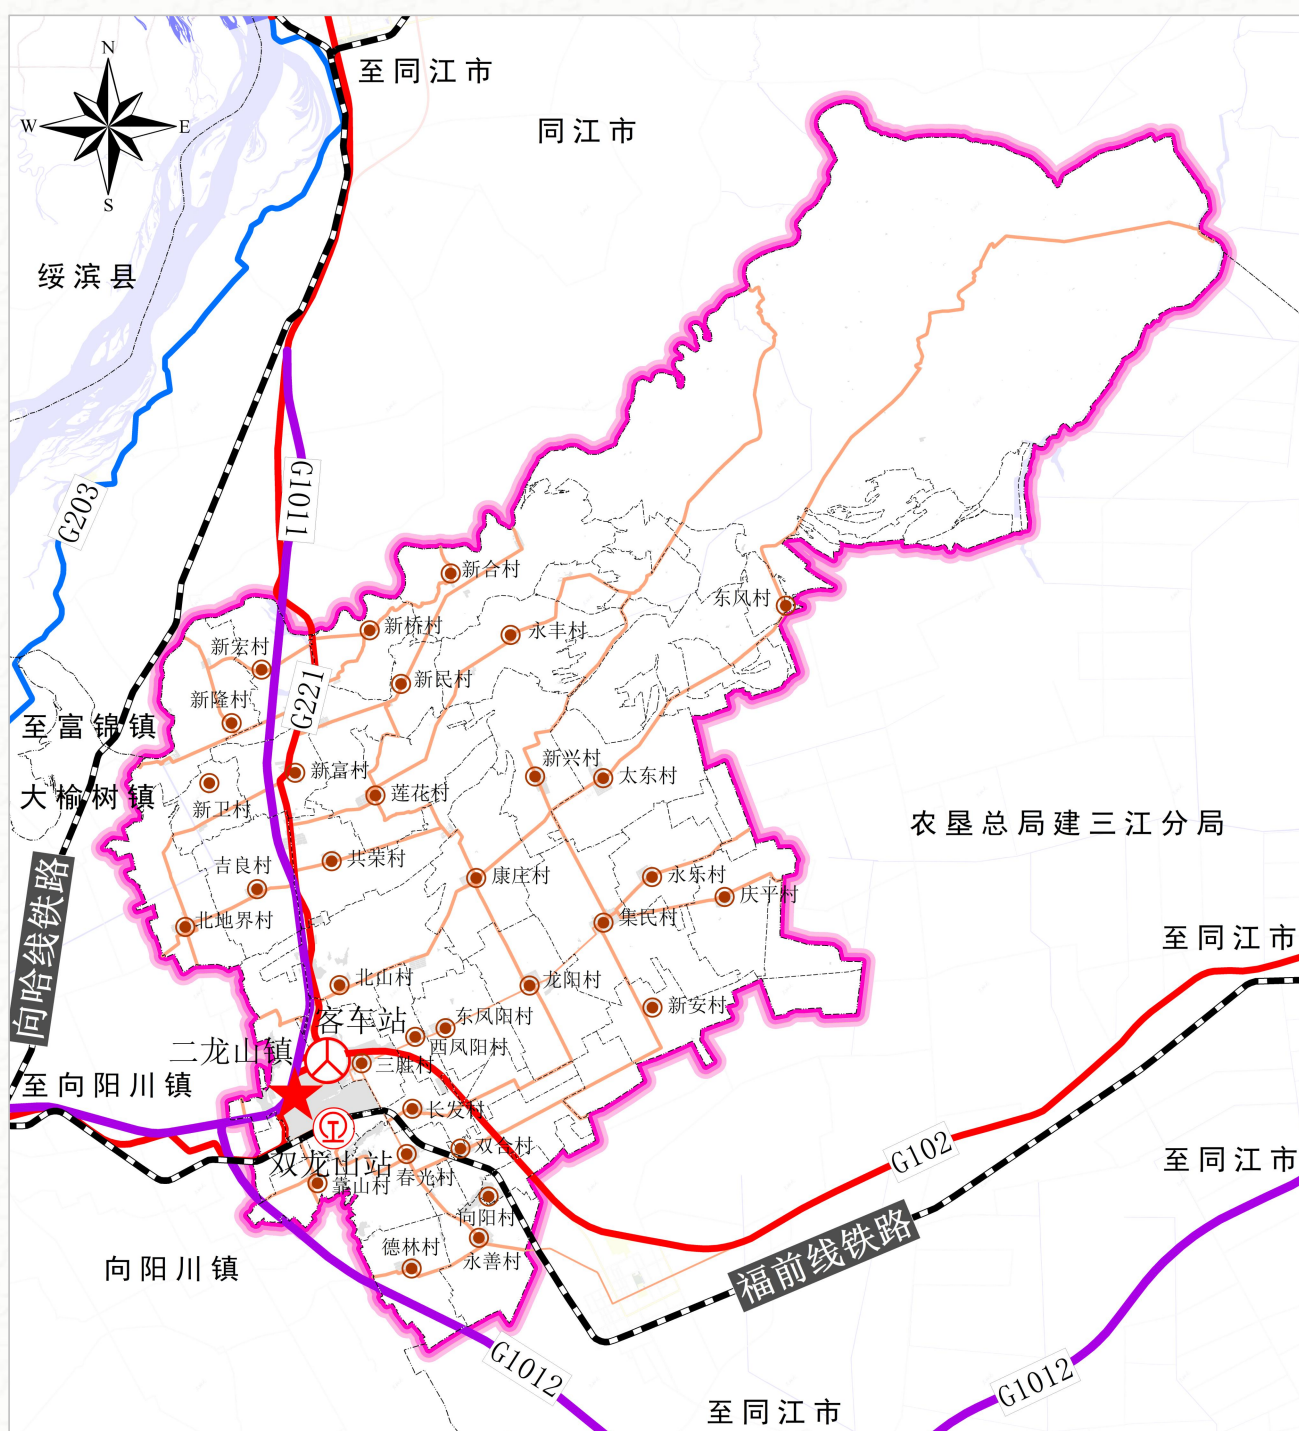 N
至同江市
W
E
同江市
S
绥滨县
G1011
G203
新合村
东风村
新桥村
永丰村
新宏村
新民村
新隆村
G221
至富锦镇
新兴村
太东村
新富村
大榆树镇
莲花村
新卫村
农垦总局建三江分局
共荣村
吉良村
康庄村
永乐村
庆平村
向哈线铁路
北地界村
集民村
至同江市
北山村
龙阳村
新安村
客车站
东凤阳村
西凤阳村
二龙山镇
三胜村
至向阳川镇
长发村
双合村
G102
至同江市
双龙山站
春光村
靠山村
向阳村
福前线铁路
德林村
永善村
向阳川镇
G1012
G1012
至同江市